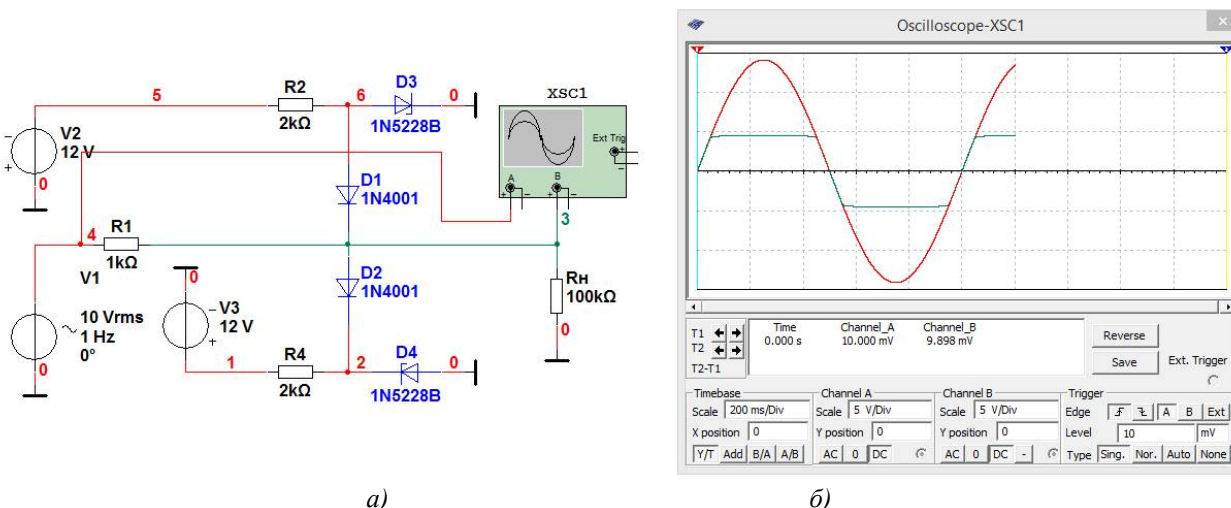 5
R2
2kΩ
6
D3
1N5228B
0
V2
12 V
0
D1
1N4001
XSC1
Ext Trig
A
B
3
4
R1
1kΩ
V1
10 Vrms
1 Hz
0°
0
0
V3
12 V
1
R4
2kΩ
D2
1N4001
2
D4
1N5228B
0
Rн
100kΩ
0
а)
Oscilloscope-XSC1
Time Channel_A Channel_B
T1 0.000 s 10.000 mV 9.898 mV
T2
T2-T1
Reverse
Save
Ext. Trigger
Timebase
Scale 200 ms/Div
X position 0
Y/T Add B/A A/B
Channel A
Scale 5 V/Div
Y position 0
AC 0 DC
Channel B
Scale 5 V/Div
Y position 0
AC 0 DC -
Trigger
Edge A B Ext
Level 10 mV
Type Sing. Nor. Auto None
б)